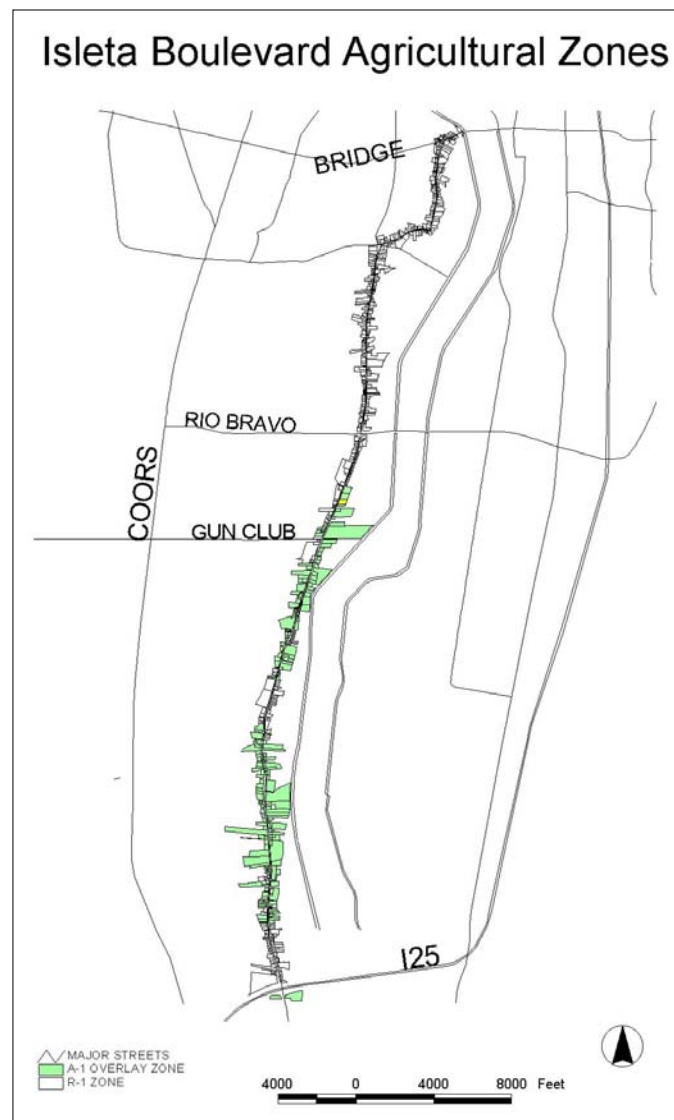 Isleta Boulevard Agricultural Zones
BRIDGE
RIO BRAVO
COORS
GUN CLUB
I25
MAJOR STREETS
A-1 OVERLAY ZONE
R-1 ZONE
4000 0 4000 8000 Feet